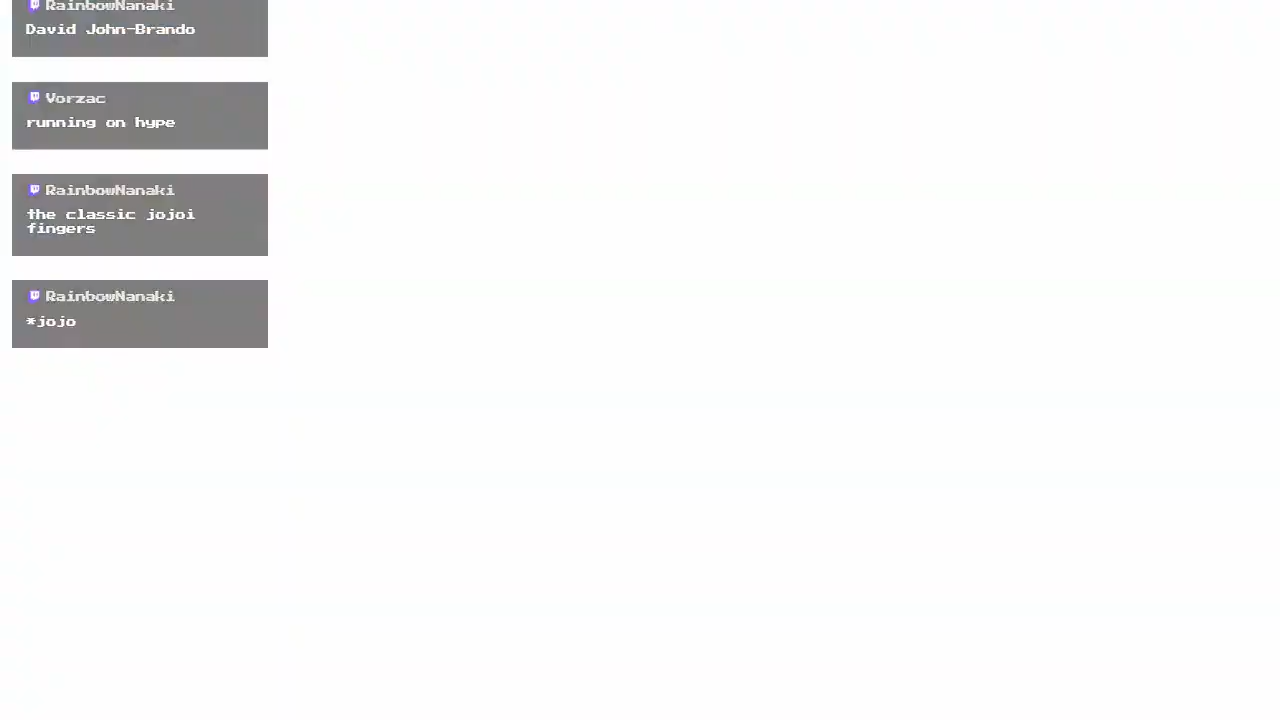 RainbowNanaki
David John-Brando
Vorzac
running on hype
RainbowNanaki
the classic jojoi
fingers
RainbowNanaki
*jojo